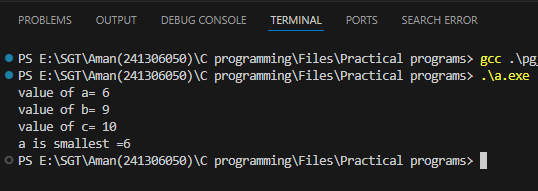 PROBLEMS OUTPUT DEBUG CONSOLE TERMINAL PORTS SEARCH ERROR
PS E:\SGT\Aman(241306050)\C programming\Files\Practical programs> gcc .\pg
PS E:\SGT\Aman(241306050)\C programming\Files\Practical programs> .\a.exe
value of a= 6
value of b= 9
value of c= 10
a is smallest =6
PS E:\SGT\Aman(241306050)\C programming\Files\Practical programs>